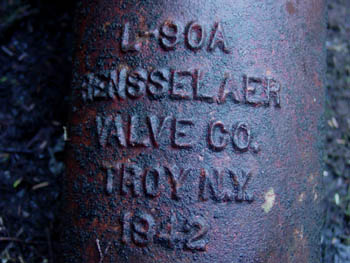 L-90A
RENSSELAER
VALVE CO.
TROY N.Y.
1942